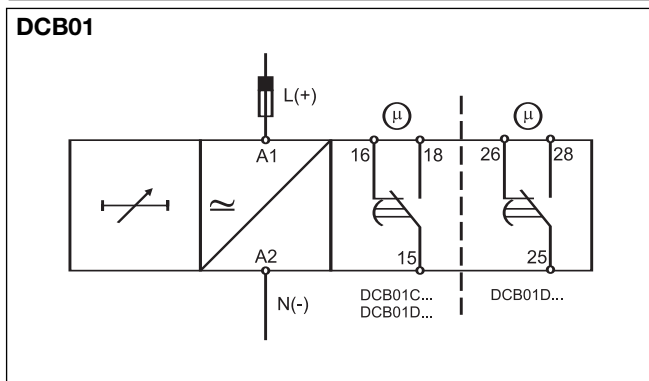 DCB01
L(+)
μ μ
A1 16 18 26 28
≃
A2 15 25
N(-)
DCB01C... DCB01D...
DCB01D...